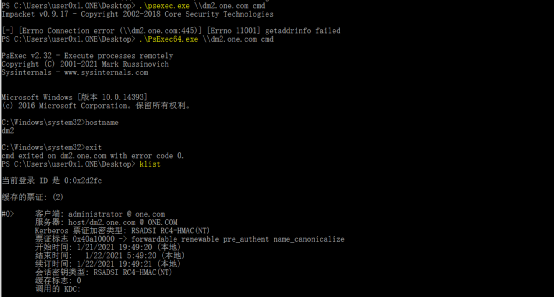 PS C:\Users\user0x1.ONE\Desktop> .\psexec.exe \\dm2.one.com cmd
Impacket v0.9.17 - Copyright 2002-2018 Core Security Technologies
[-] [Errno Connection error (\\dm2.one.com:445)] [Errno 11001] getaddrinfo failed
PS C:\Users\user0x1.ONE\Desktop> .\PsExec64.exe \\dm2.one.com cmd
PsExec v2.32 - Execute processes remotely
Copyright (C) 2001-2021 Mark Russinovich
Sysinternals - www.sysinternals.com
Microsoft Windows [版本 10.0.14393]
(c) 2016 Microsoft Corporation。保留所有权利。
C:\Windows\system32>hostname
dm2
C:\Windows\system32>exit
cmd exited on dm2.one.com with error code 0.
PS C:\Users\user0x1.ONE\Desktop> klist
当前登录 ID 是 0:0x2d2fc
缓存的票证: (2)
#0> 客户端: administrator @ one.com
服务器: host/dm2.one.com @ ONE.COM
Kerberos 票证加密类型: RSADSI RC4-HMAC(NT)
票证标志 0x40a10000 -> forwardable renewable pre_authent name_canonicalize
开始时间: 1/21/2021 19:49:20 (本地)
结束时间: 1/22/2021 5:49:20 (本地)
续订时间: 1/22/2021 19:49:21 (本地)
会话密钥类型: RSADSI RC4-HMAC(NT)
缓存标志: 0
调用的 KDC: